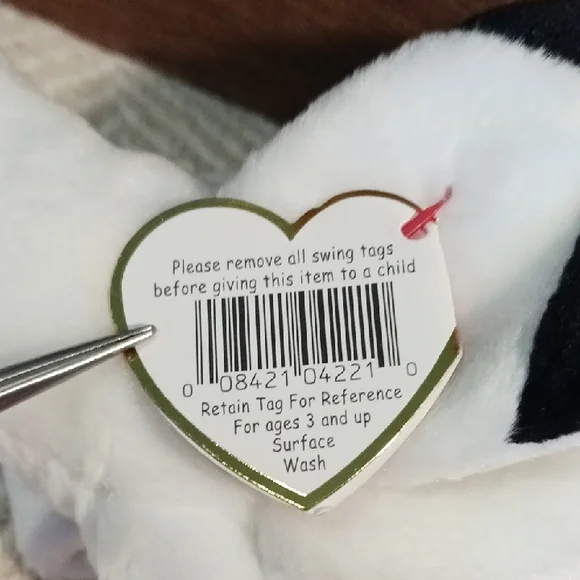 Please remove all swing tags
before giving this item to a child
0 08421 04221 0
Retain Tag For Reference
For ages 3 and up
Surface
Wash